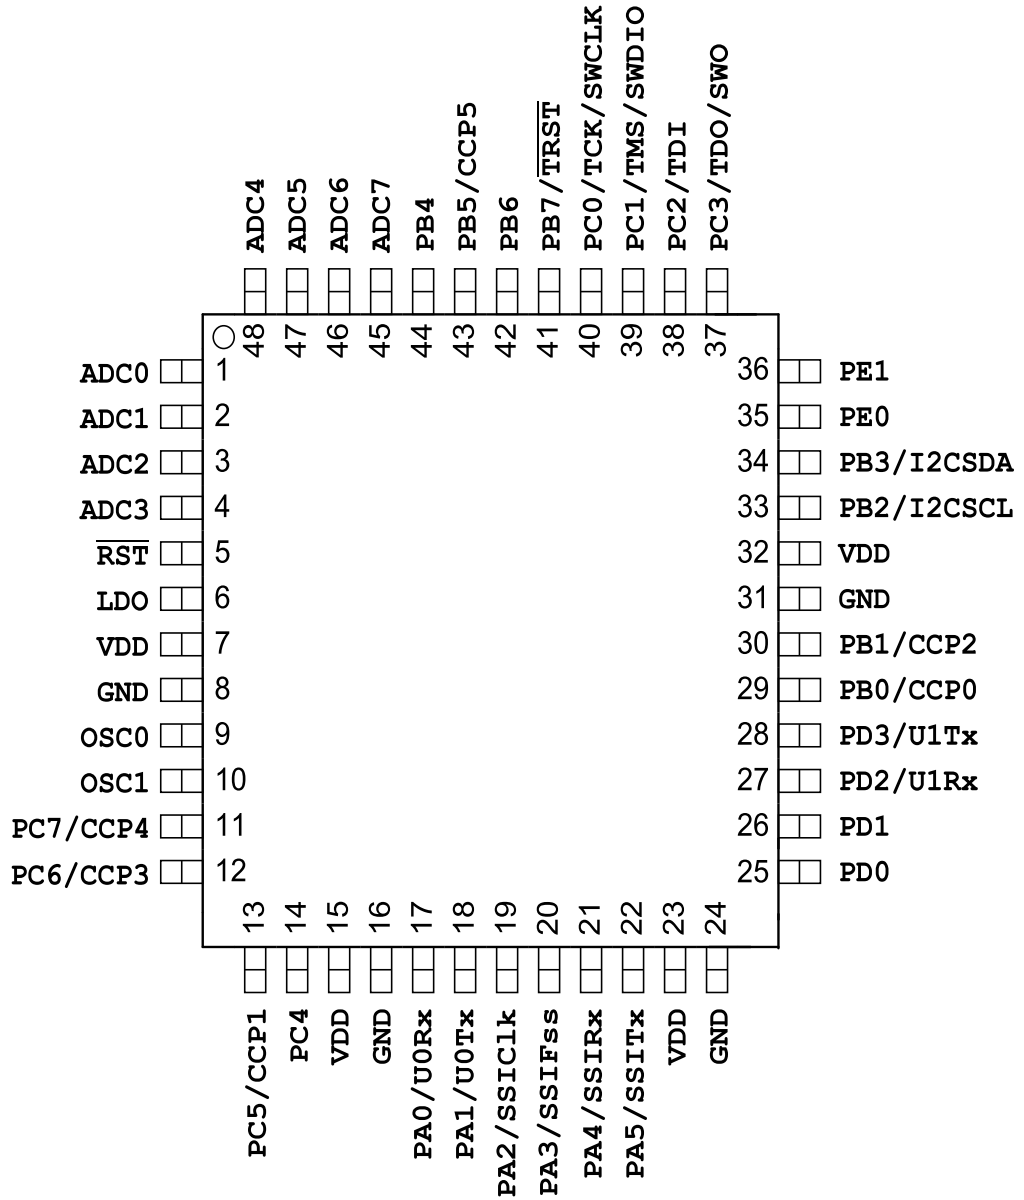 ADC4 ADC5 ADC6 ADC7 PB4 PB5/CCP5 PB6 PB7/T̅R̅S̅T̅ PC0/TCK/SWCLK PC1/TMS/SWDIO PC2/TDI PC3/TDO/SWO
48 47 46 45 44 43 42 41 40 39 38 37
ADC0 1 36 PE1
ADC1 2 35 PE0
ADC2 3 34 PB3/I2CSDA
ADC3 4 33 PB2/I2CSCL
R̅S̅T̅ 5 32 VDD
LDO 6 31 GND
VDD 7 30 PB1/CCP2
GND 8 29 PB0/CCP0
OSC0 9 28 PD3/U1Tx
OSC1 10 27 PD2/U1Rx
PC7/CCP4 11 26 PD1
PC6/CCP3 12 25 PD0
13 14 15 16 17 18 19 20 21 22 23 24
PC5/CCP1 PC4 VDD GND PA0/U0Rx PA1/U0Tx PA2/SSIClk PA3/SSIFss PA4/SSIRx PA5/SSITx VDD GND